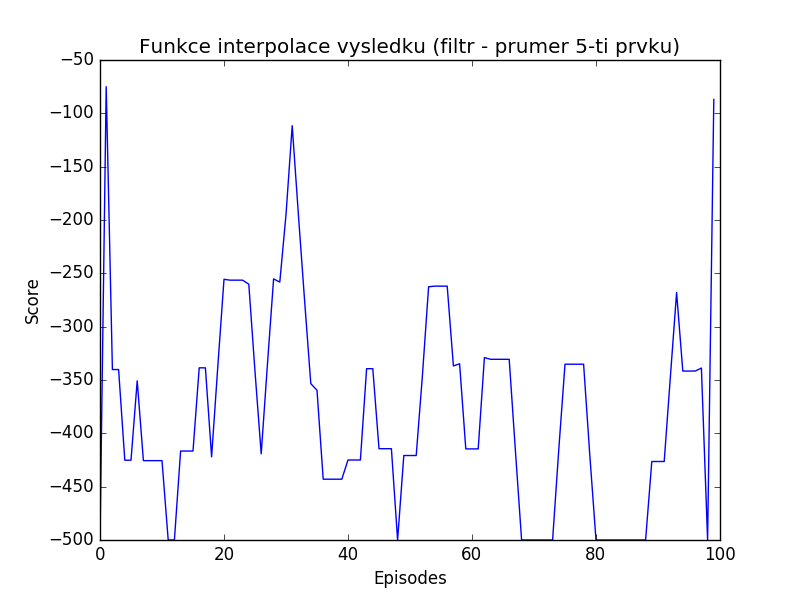 Funkce interpolace vysledku (filtr - prumer 5-ti prvku)
−50
−100
−150
−200
−250
−300
−350
−400
−450
−500
Score
0 20 40 60 80 100
Episodes